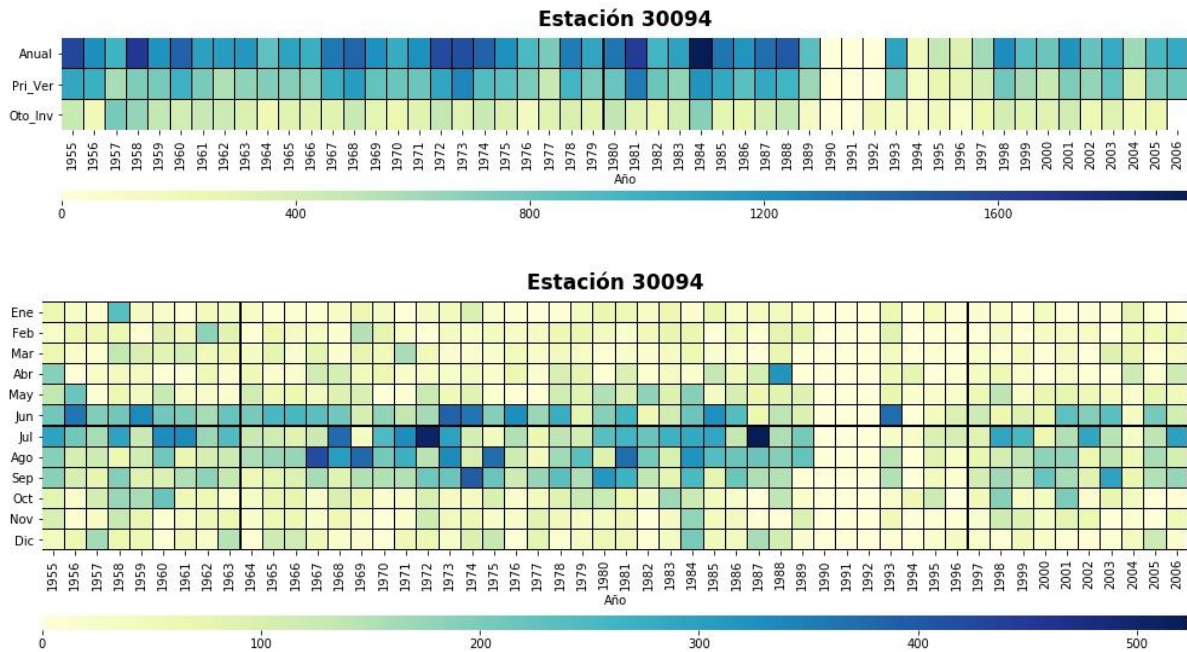 Estación 30094
Anual
Pri_Ver
Oto_Inv
1955 1956 1957 1958 1959 1960 1961 1962 1963 1964 1965 1966 1967 1968 1969 1970 1971 1972 1973 1974 1975 1976 1977 1978 1979 1980 1981 1982 1983 1984 1985 1986 1987 1988 1989 1990 1991 1992 1993 1994 1995 1996 1997 1998 1999 2000 2001 2002 2003 2004 2005 2006
Año
0 400 800 1200 1600
Estación 30094
Ene
Feb
Mar
Abr
May
Jun
Jul
Ago
Sep
Oct
Nov
Dic
1955 1956 1957 1958 1959 1960 1961 1962 1963 1964 1965 1966 1967 1968 1969 1970 1971 1972 1973 1974 1975 1976 1977 1978 1979 1980 1981 1982 1983 1984 1985 1986 1987 1988 1989 1990 1991 1992 1993 1994 1995 1996 1997 1998 1999 2000 2001 2002 2003 2004 2005 2006
Año
0 100 200 300 400 500